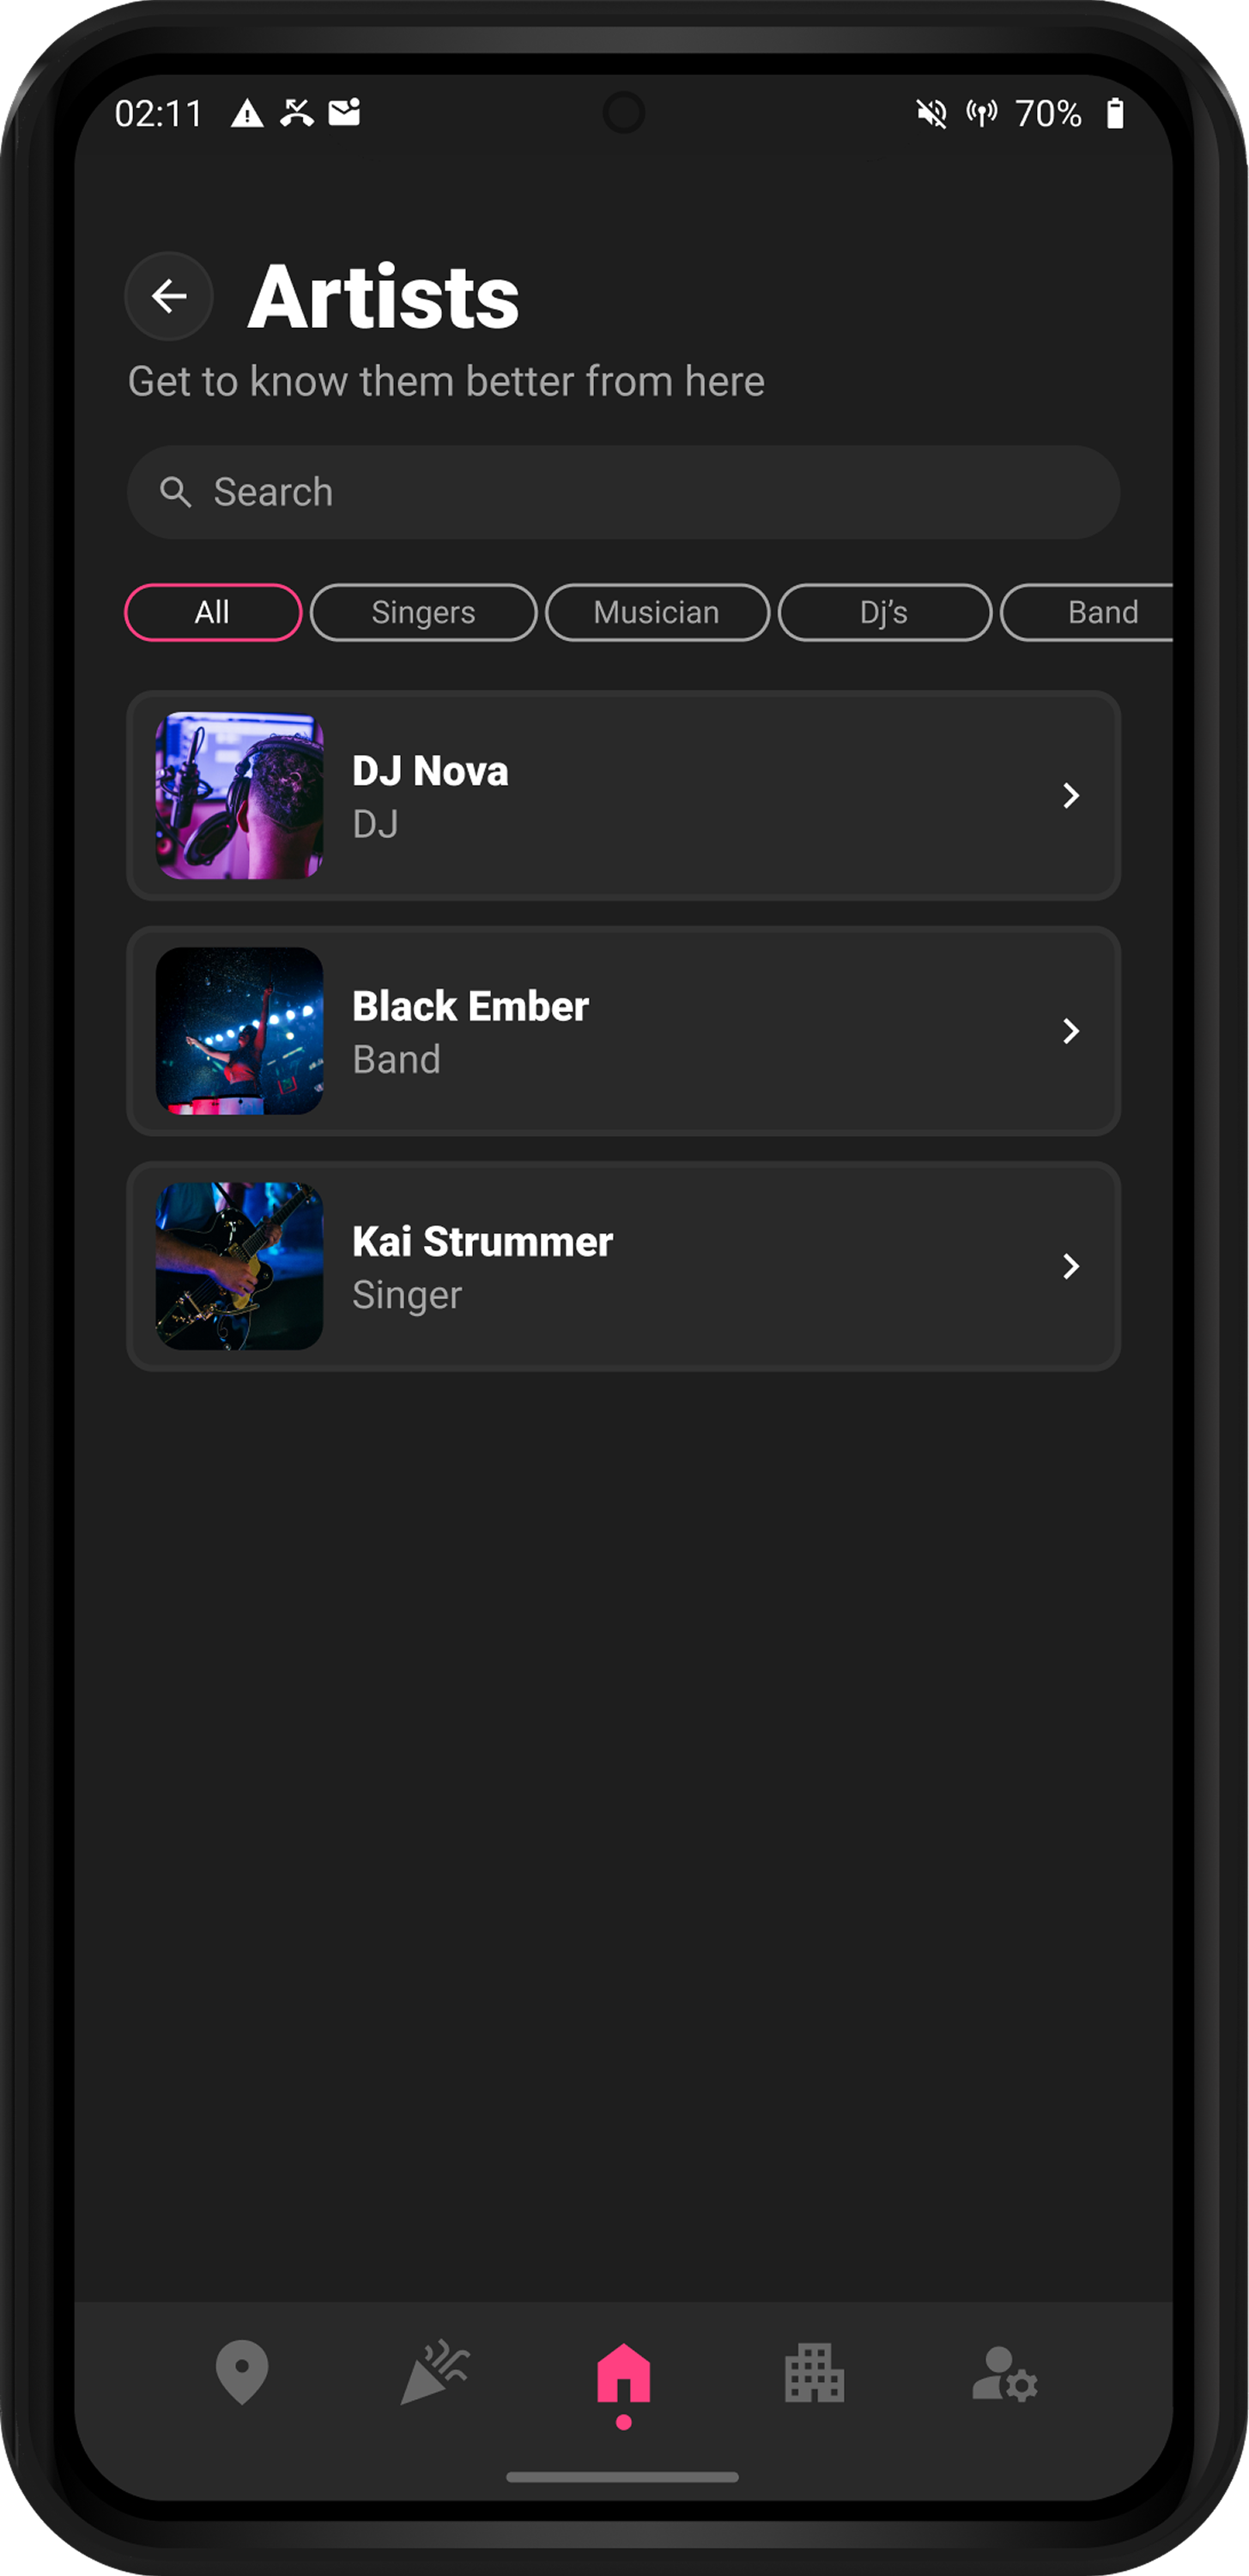 02:11 70%
Artists
Get to know them better from here
Search
All Singers Musician Dj’s Band
DJ Nova
DJ
Black Ember
Band
Kai Strummer
Singer